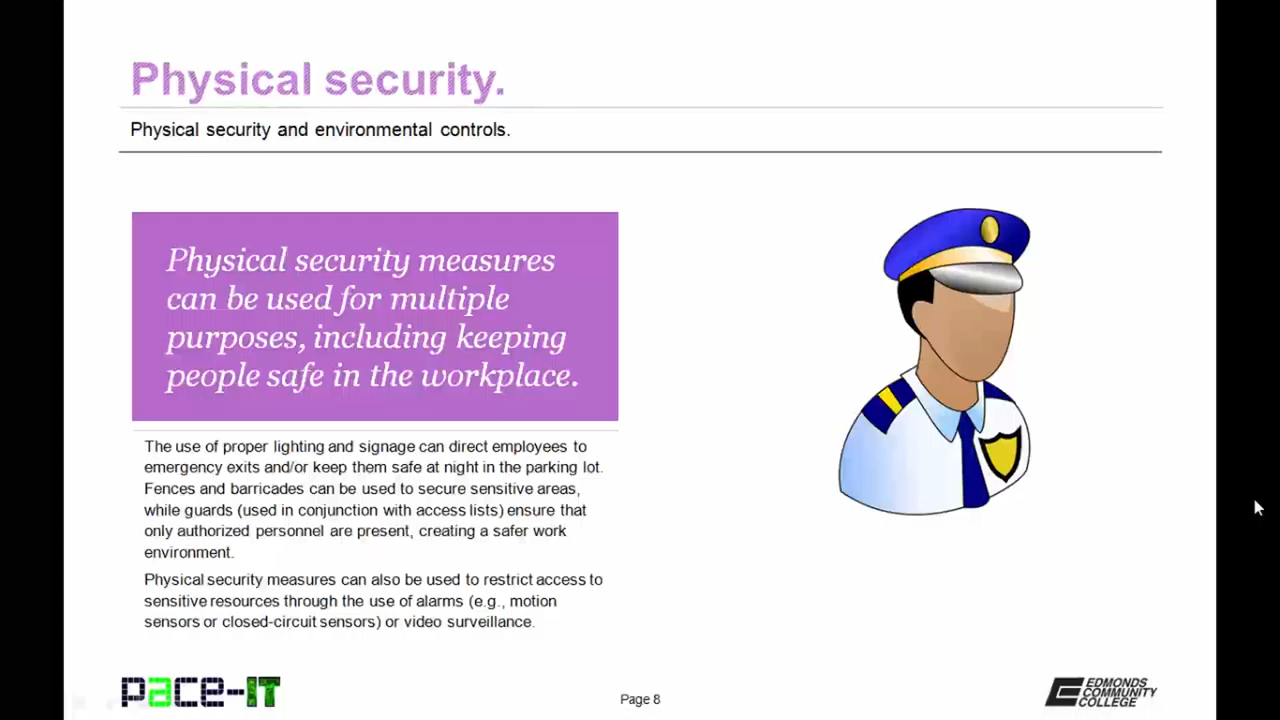 Physical security.
Physical security and environmental controls.
Physical security measures
can be used for multiple
purposes, including keeping
people safe in the workplace.
The use of proper lighting and signage can direct employees to
emergency exits and/or keep them safe at night in the parking lot.
Fences and barricades can be used to secure sensitive areas,
while guards (used in conjunction with access lists) ensure that
only authorized personnel are present, creating a safer work
environment.
Physical security measures can also be used to restrict access to
sensitive resources through the use of alarms (e.g., motion
sensors or closed-circuit sensors) or video surveillance.
pace-IT
Page 8
EDMONDS
COMMUNITY
COLLEGE